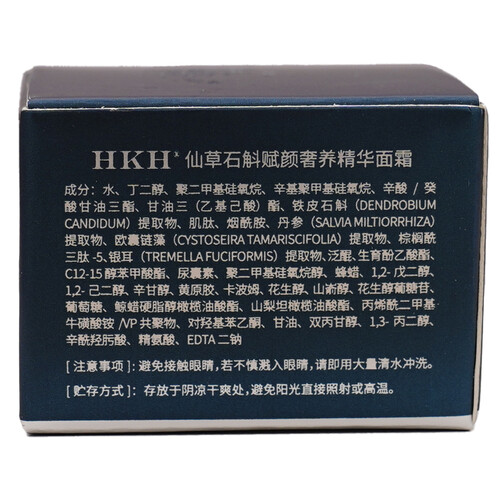 HKH 仙草石斛赋颜奢养精华面霜
成分：水、丁二醇、聚二甲基硅氧烷、辛基聚甲基硅氧烷、辛酸 / 癸
酸甘油三酯、甘油三（乙基己酸）酯、铁皮石斛（DENDROBIUM
CANDIDUM）提取物、肌肽、烟酰胺、丹参（SALVIA MILTIORRHIZA）
提取物、欧囊链藻（CYSTOSEIRA TAMARISCIFOLIA）提取物、棕榈酰
三肽 -5、银耳（TREMELLA FUCIFORMIS）提取物、泛醌、生育酚乙酸酯、
C12-15 醇苯甲酸酯、尿囊素、聚二甲基硅氧烷醇、蜂蜡、1,2- 戊二醇、
1,2- 己二醇、辛甘醇、黄原胶、卡波姆、花生醇、山嵛醇、花生醇葡糖苷、
葡萄糖、鲸蜡硬脂醇橄榄油酸酯、山梨坦橄榄油酸酯、丙烯酰二甲基
牛磺酸铵 /VP 共聚物、对羟基苯乙酮、甘油、双丙甘醇、1,3- 丙二醇、
辛酰羟肟酸、精氨酸、EDTA 二钠
[ 注意事项 ]：避免接触眼睛，若不慎溅入眼睛，请即用大量清水冲洗。
[ 贮存方式 ]：存放于阴凉干爽处，避免阳光直接照射或高温。